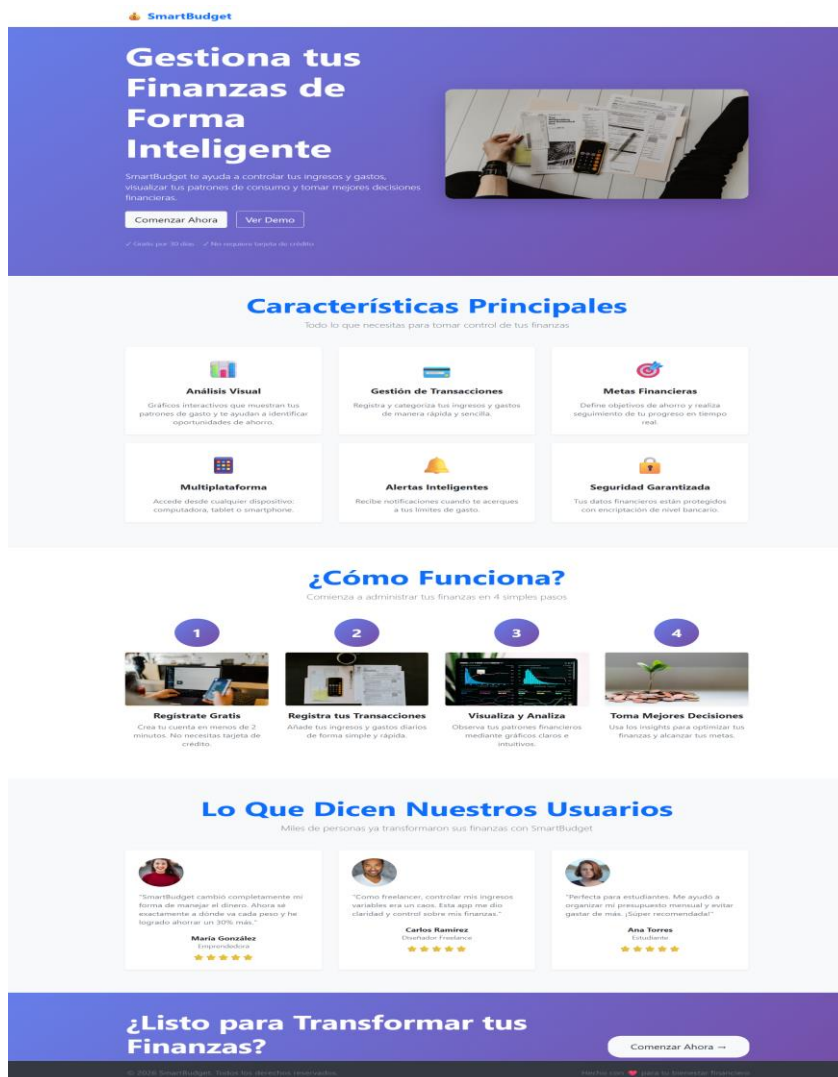 SmartBudget
Gestiona tus
Finanzas de
Forma
Inteligente
SmartBudget te ayuda a controlar tus ingresos y gastos,
visualizar tus patrones de consumo y tomar mejores decisiones
financieras.
Comenzar Ahora
Ver Demo
✓ Gratis por 30 días ✓ No requiere tarjeta de crédito
Características Principales
Todo lo que necesitas para tomar control de tus finanzas
Análisis Visual
Gráficos interactivos que muestran tus
patrones de gasto y te ayudan a identificar
oportunidades de ahorro.
Gestión de Transacciones
Registra y categoriza tus ingresos y gastos
de manera rápida y sencilla.
Metas Financieras
Define objetivos de ahorro y realiza
seguimiento de tu progreso en tiempo
real.
Multiplataforma
Accede desde cualquier dispositivo:
computadora, tablet o smartphone.
Alertas Inteligentes
Recibe notificaciones cuando te acerques
a tus límites de gasto.
Seguridad Garantizada
Tus datos financieros están protegidos
con encriptación de nivel bancario.
¿Cómo Funciona?
Comienza a administrar tus finanzas en 4 simples pasos
1
Regístrate Gratis
Crea tu cuenta en menos de 2
minutos. No necesitas tarjeta de
crédito.
2
Registra tus Transacciones
Añade tus ingresos y gastos diarios
de forma simple y rápida.
3
Visualiza y Analiza
Observa tus patrones financieros
mediante gráficos claros e
intuitivos.
4
Toma Mejores Decisiones
Usa los insights para optimizar tus
finanzas y alcanzar tus metas.
Lo Que Dicen Nuestros Usuarios
Miles de personas ya transformaron sus finanzas con SmartBudget
"SmartBudget cambió completamente mi
forma de manejar el dinero. Ahora sé
exactamente a dónde va cada peso y he
logrado ahorrar un 30% más."
María González
Emprendedora
"Como freelancer, controlar mis ingresos
variables era un caos. Esta app me dio
claridad y control sobre mis finanzas."
Carlos Ramírez
Diseñador Freelance
"Perfecta para estudiantes. Me ayudó a
organizar mi presupuesto mensual y evitar
gastar de más. ¡Súper recomendada!"
Ana Torres
Estudiante
¿Listo para Transformar tus
Finanzas?
Comenzar Ahora →
© 2026 SmartBudget. Todos los derechos reservados.
Hecho con ❤ para tu bienestar financiero